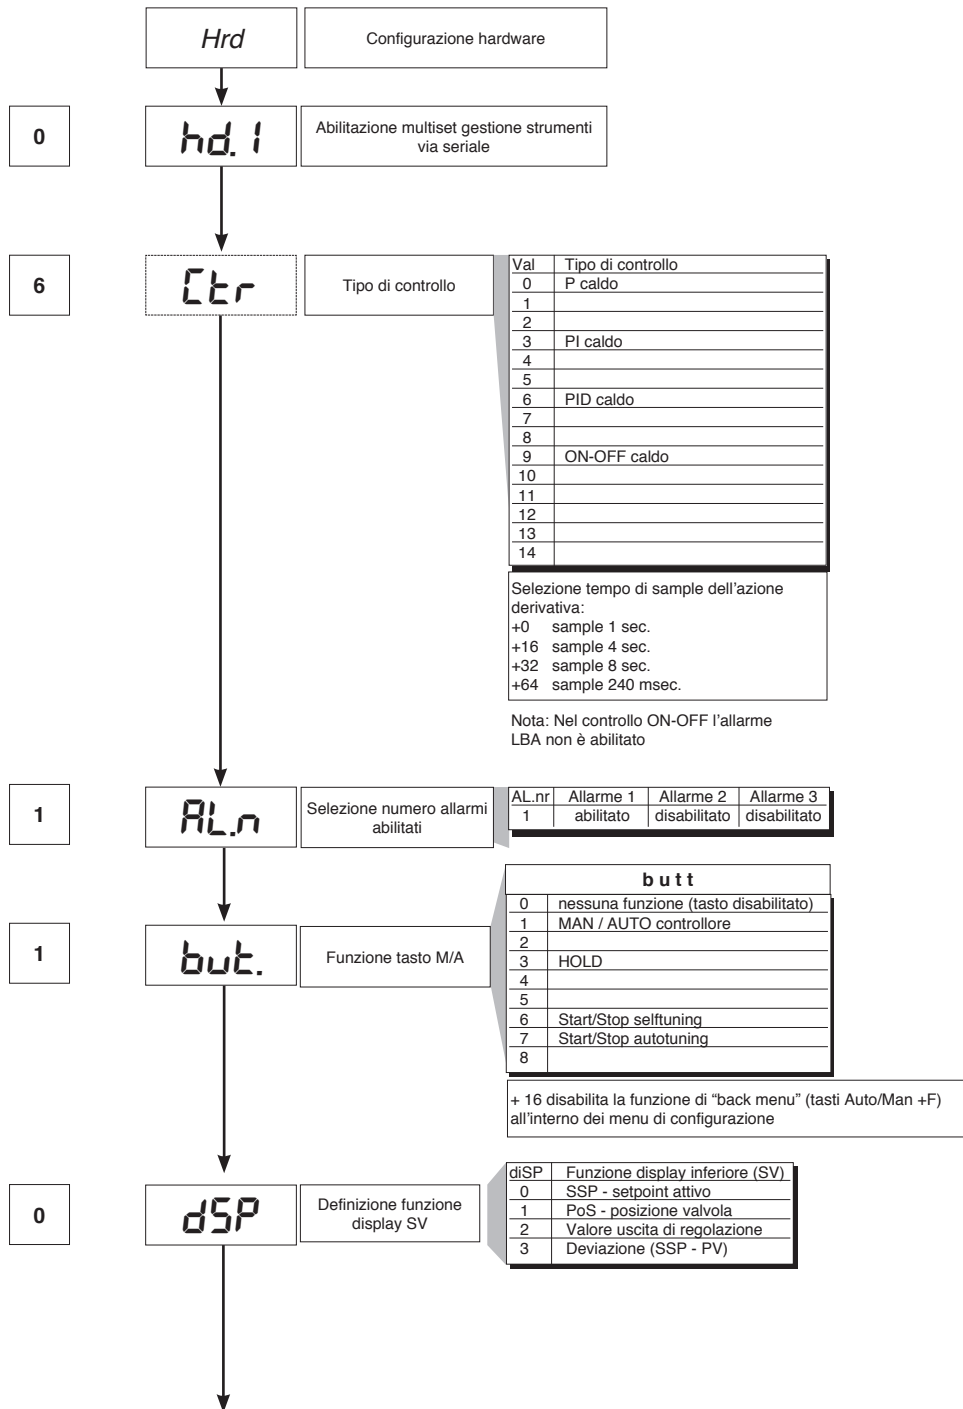 Hrd
Configurazione hardware
0
hd. 1
Abilitazione multiset gestione strumenti
via seriale
6
Ctr
Tipo di controllo
Val Tipo di controllo
0 P caldo
1
2
3 PI caldo
4
5
6 PID caldo
7
8
9 ON-OFF caldo
10
11
12
13
14
Selezione tempo di sample dell'azione
derivativa:
+0 sample 1 sec.
+16 sample 4 sec.
+32 sample 8 sec.
+64 sample 240 msec.
Nota: Nel controllo ON-OFF l'allarme
LBA non è abilitato
1
AL.n
Selezione numero allarmi
abilitati
AL.nr Allarme 1 Allarme 2 Allarme 3
1 abilitato disabilitato disabilitato
1
but.
Funzione tasto M/A
b u t t
0 nessuna funzione (tasto disabilitato)
1 MAN / AUTO controllore
2
3 HOLD
4
5
6 Start/Stop selftuning
7 Start/Stop autotuning
8
+ 16 disabilita la funzione di “back menu” (tasti Auto/Man +F)
all'interno dei menu di configurazione
0
dSP
Definizione funzione
display SV
diSP Funzione display inferiore (SV)
0 SSP - setpoint attivo
1 PoS - posizione valvola
2 Valore uscita di regolazione
3 Deviazione (SSP - PV)